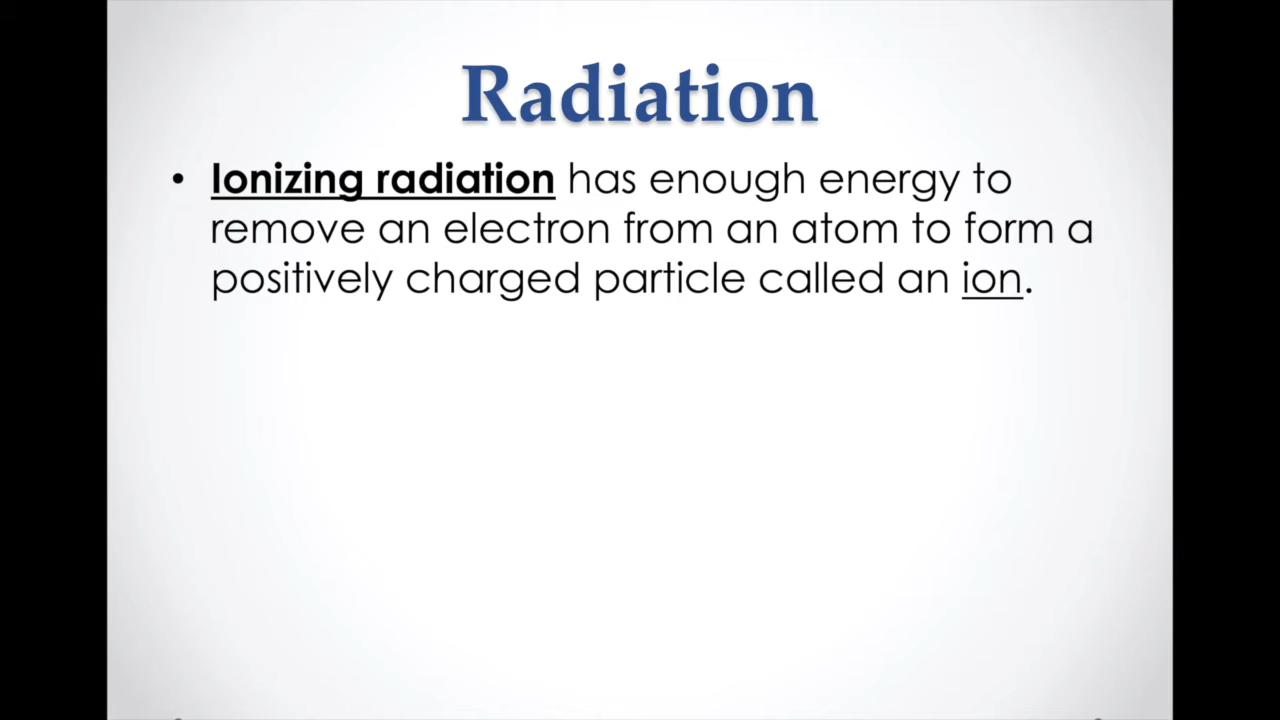 Radiation
• Ionizing radiation has enough energy to
remove an electron from an atom to form a
positively charged particle called an ion.